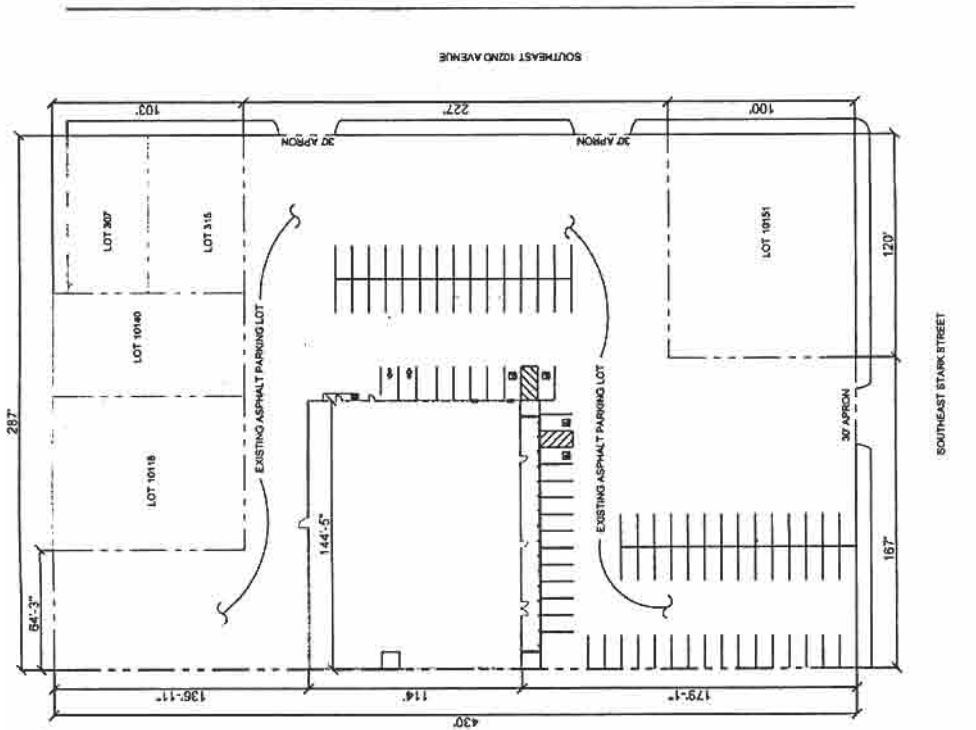 SOUTHEAST 102ND AVENUE
103'
227'
100'
30' APRON
30' APRON
LOT 307
LOT 315
LOT 10151
120'
LOT 10140
EXISTING ASPHALT PARKING LOT
287'
LOT 10118
EXISTING ASPHALT PARKING LOT
30' APRON
SOUTHEAST STARK STREET
144'-5"
64'-3"
167'
136'-11"
114'
179'-1"
430'